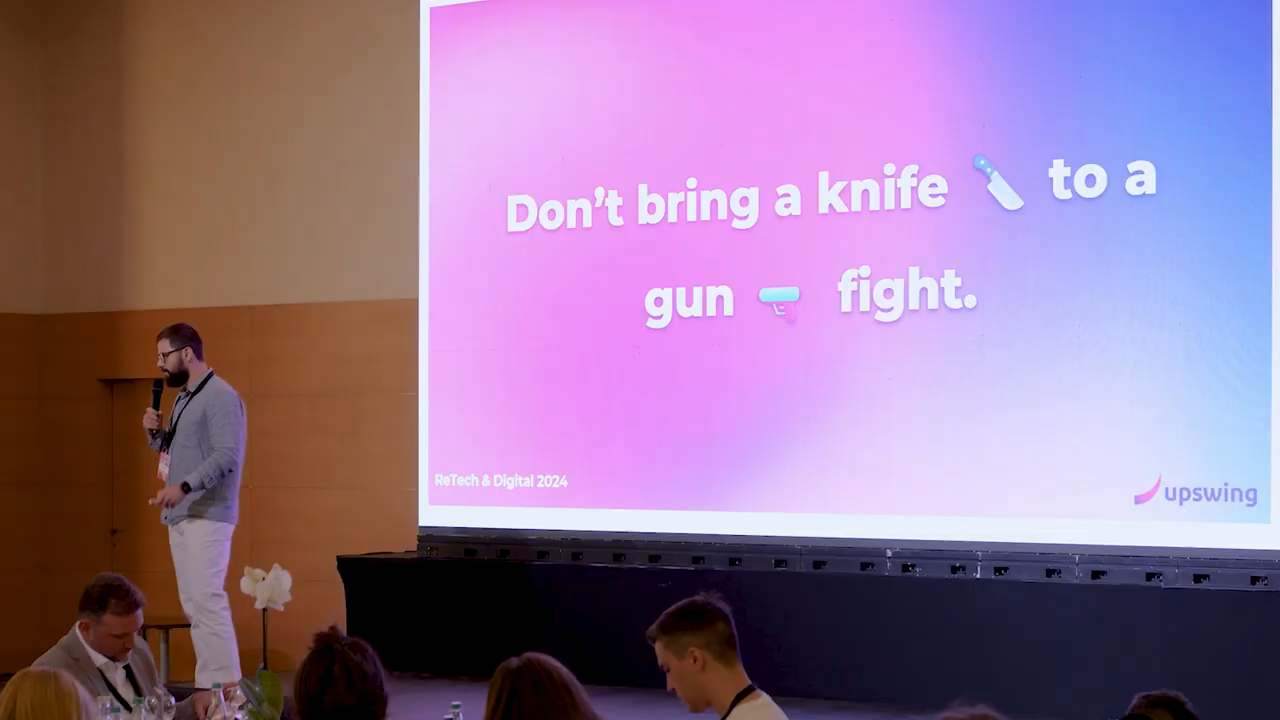 Don’t bring a knife 🔪 to a
gun 🔫 fight.
ReTech & Digital 2024
upswing